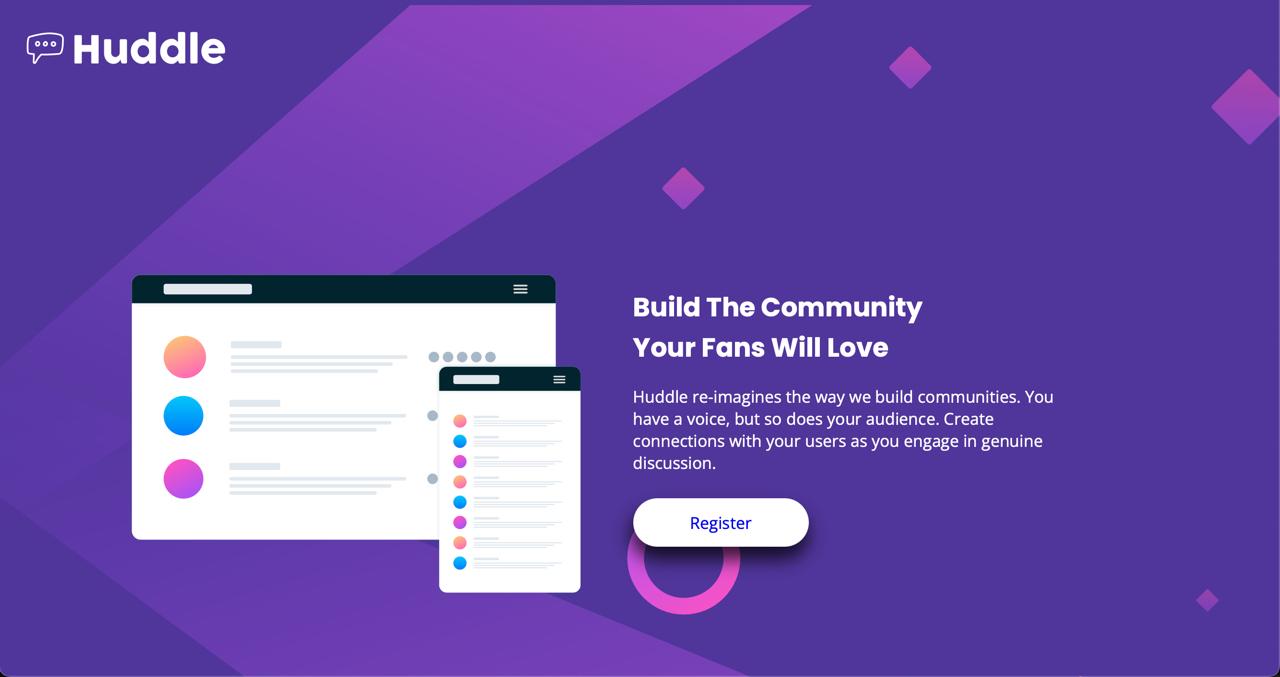 Huddle
Build The Community
Your Fans Will Love
Huddle re-imagines the way we build communities. You
have a voice, but so does your audience. Create
connections with your users as you engage in genuine
discussion.
Register